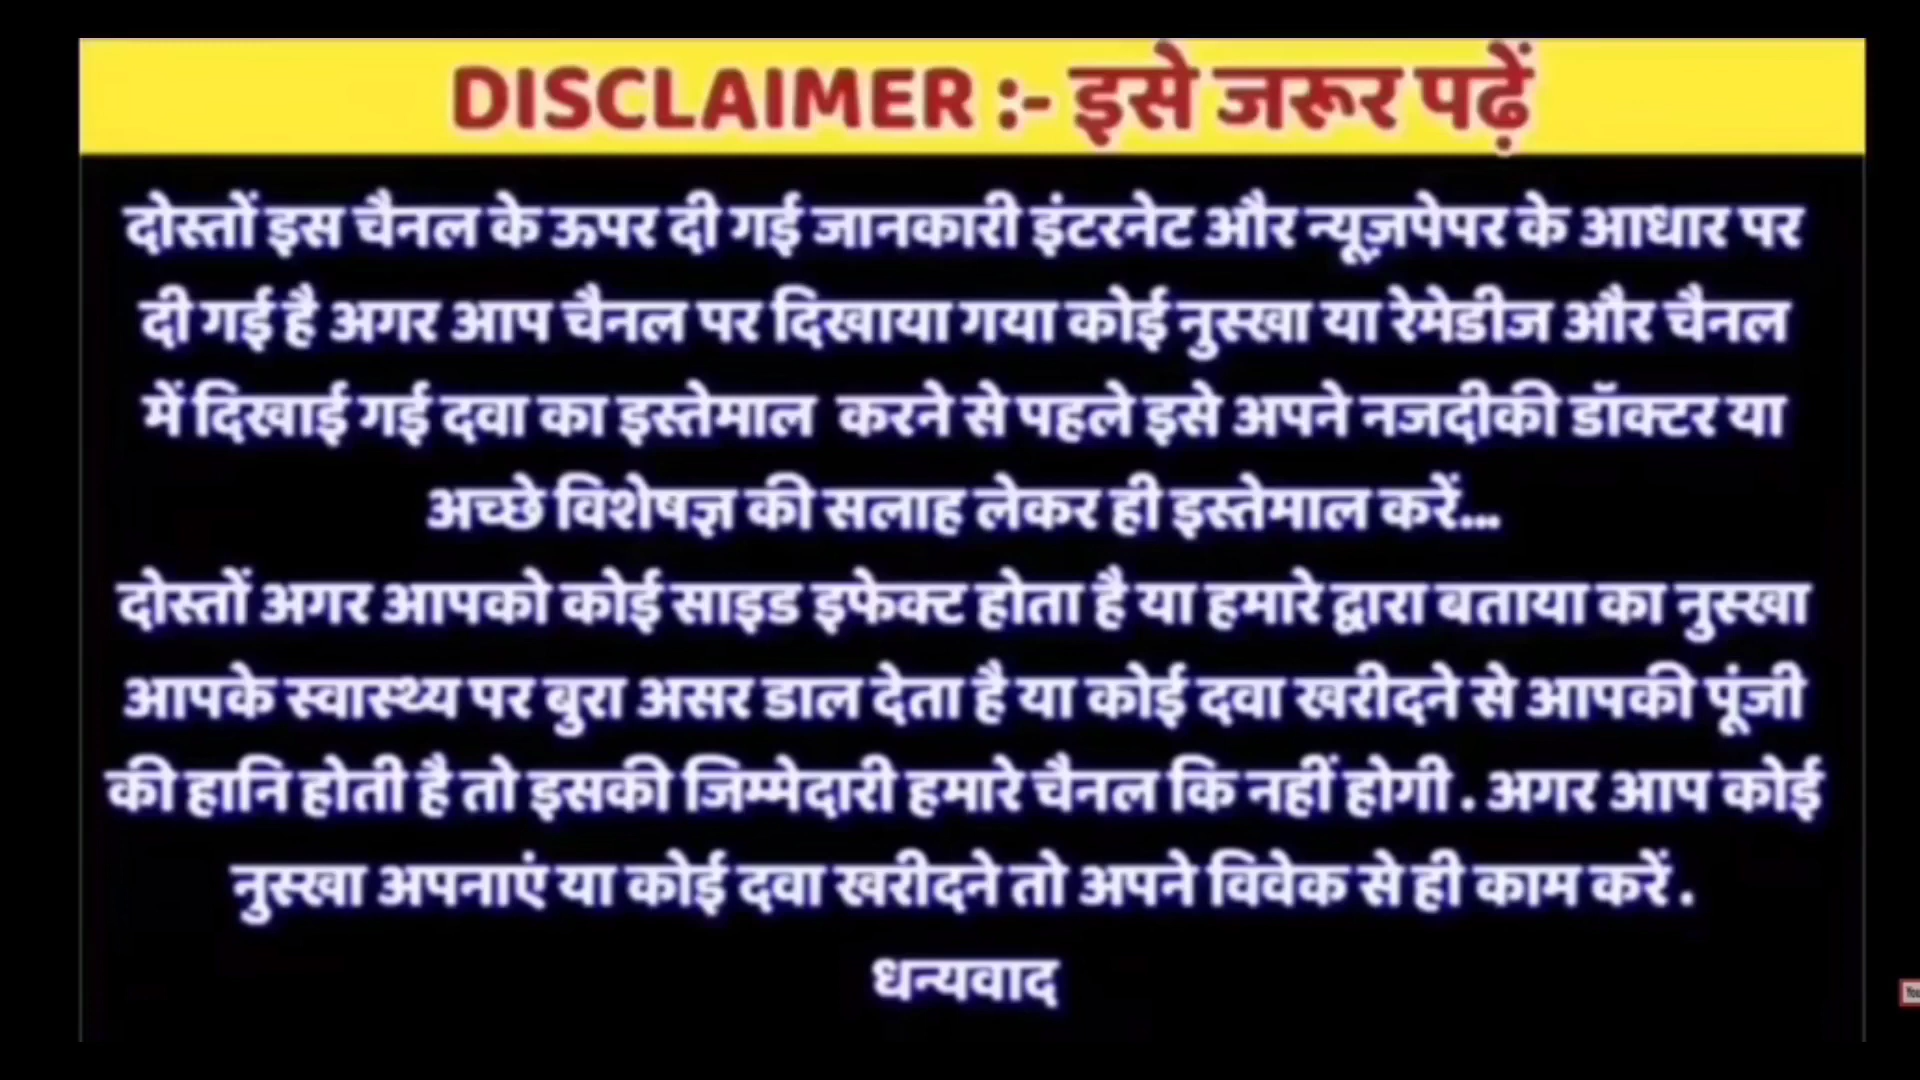 DISCLAIMER :- इसे जरूर पढ़ें
दोस्तों इस चैनल के ऊपर दी गई जानकारी इंटरनेट और न्यूज़पेपर के आधार पर
दी गई है अगर आप चैनल पर दिखाया गया कोई नुस्खा या रेमेडीज और चैनल
में दिखाई गई दवा का इस्तेमाल करने से पहले इसे अपने नजदीकी डॉक्टर या
अच्छे विशेषज्ञ की सलाह लेकर ही इस्तेमाल करें...
दोस्तों अगर आपको कोई साइड इफेक्ट होता है या हमारे द्वारा बताया का नुस्खा
आपके स्वास्थ्य पर बुरा असर डाल देता है या कोई दवा खरीदने से आपकी पूंजी
की हानि होती है तो इसकी जिम्मेदारी हमारे चैनल कि नहीं होगी . अगर आप कोई
नुस्खा अपनाएं या कोई दवा खरीदने तो अपने विवेक से ही काम करें .
धन्यवाद